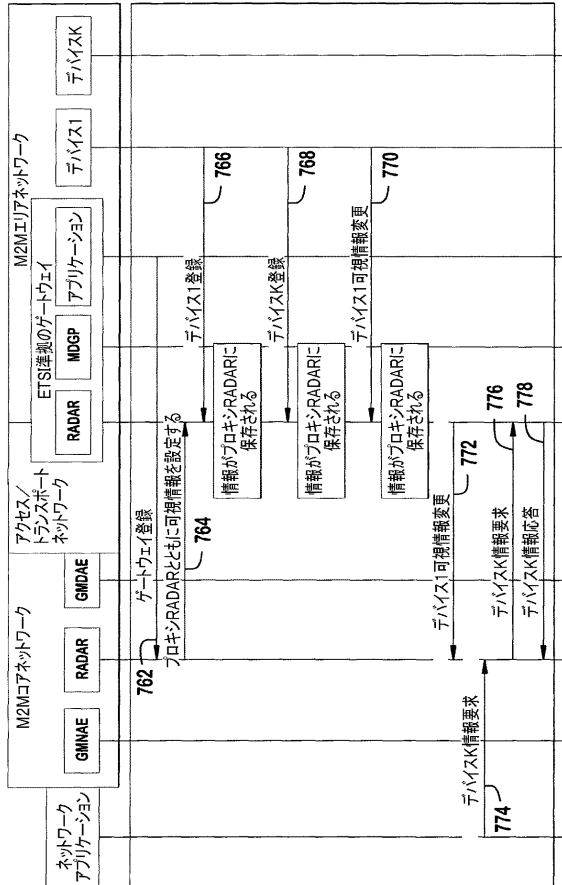 ネットワーク
アプリケーション
M2Mコアネットワーク
GMNAE
RADAR
GMDAE
アクセス/
トランスポート
ネットワーク
M2Mエリアネットワーク
ETSI準拠のゲートウェイ
RADAR
MDGP
アプリケーション
デバイス1
デバイスK
ゲートウェイ登録
762
プロキシRADARとともに可視情報を設定する
764
デバイス1登録
766
情報がプロキシRADARに
保存される
デバイスK登録
768
情報がプロキシRADARに
保存される
デバイス1可視情報変更
770
情報がプロキシRADARに
保存される
デバイス1可視情報変更
772
デバイスK情報要求
774
デバイスK情報要求
776
デバイスK情報応答
778